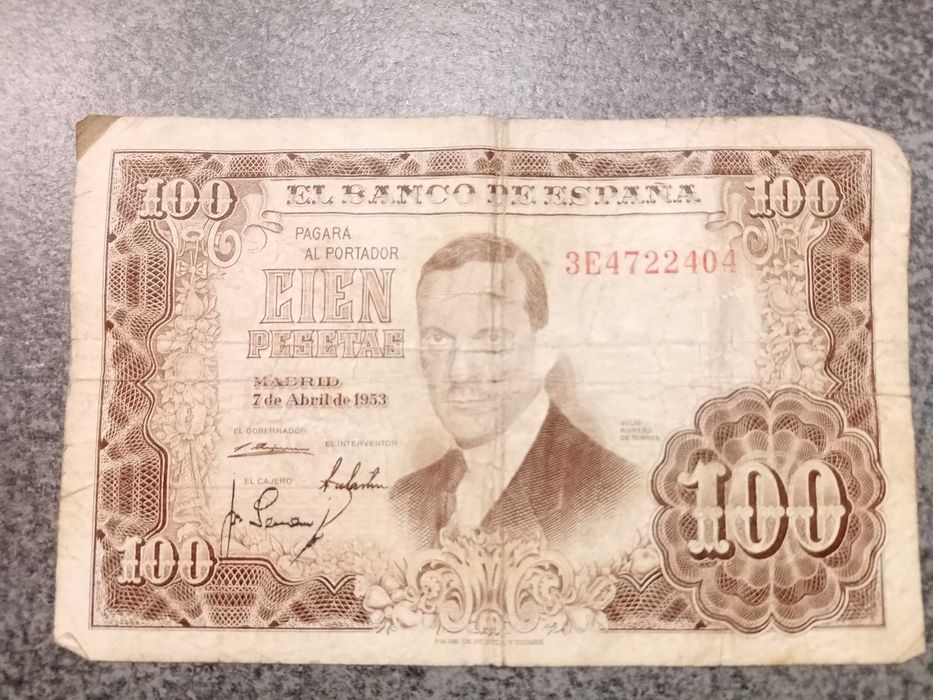 100 EL BANCO DE ESPAÑA 100
PAGARA
AL PORTADOR
3E4722404
CIEN
PESETAS
MADRID
7 de Abril de 1953
EL GOBERNADOR
EL INTERVENTOR
EL CAJERO
JULIO
ROMERO
DE TORRES
100
100